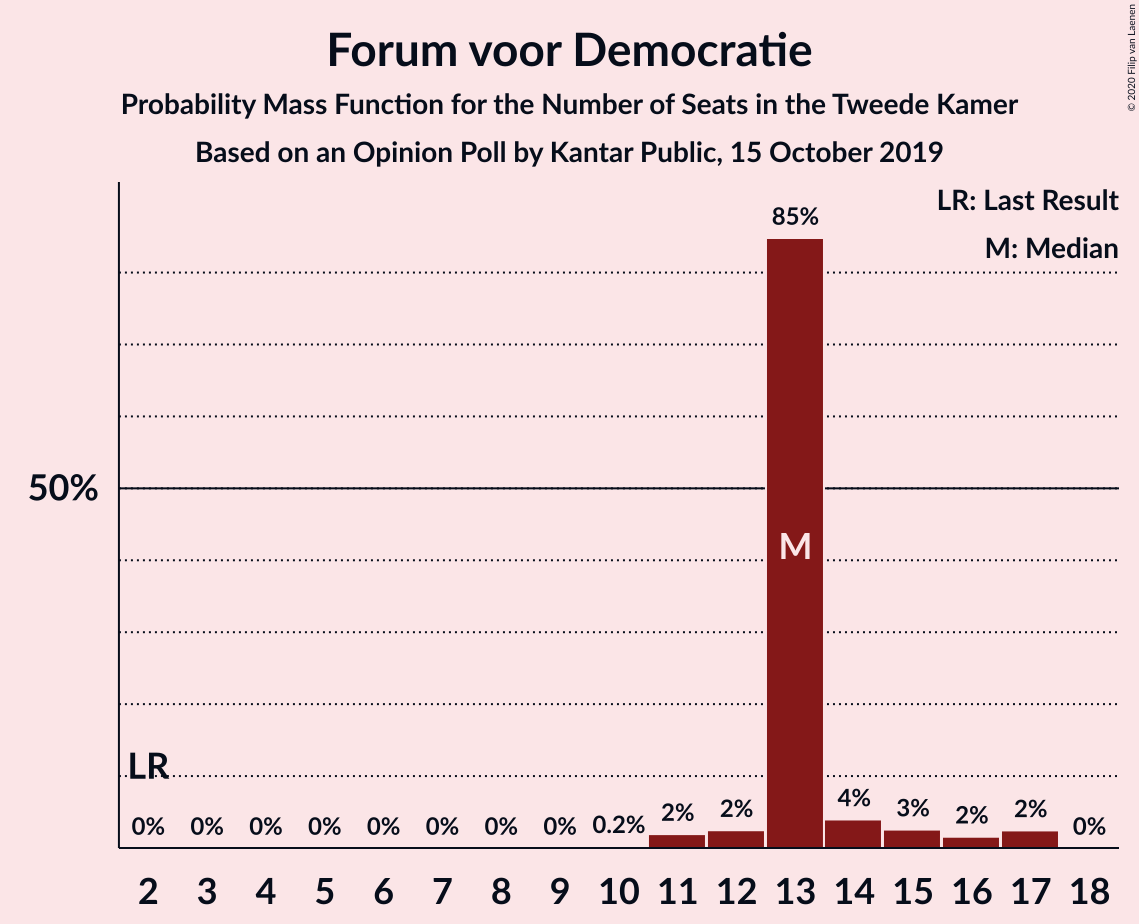 Forum voor Democratie
Probability Mass Function for the Number of Seats in the Tweede Kamer
Based on an Opinion Poll by Kantar Public, 15 October 2019
© 2020 Filip van Laenen
LR: Last Result
M: Median
85%
50%
M
LR
0% 0% 0% 0% 0% 0% 0% 0% 0.2% 2% 2% 4% 3% 2% 2% 0%
2 3 4 5 6 7 8 9 10 11 12 13 14 15 16 17 18